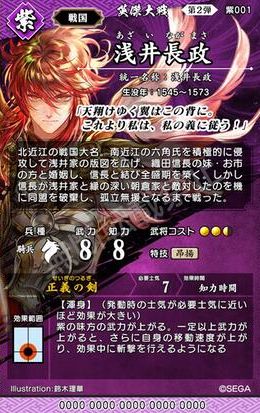 紫
戦国
英傑大戦
第2弾
紫001
あざい ながまさ
浅井長政
統一名称：浅井長政
生没年：1545～1573
「天翔けゆく翼はこの背に。
これより私は、私の義に従う！」
北近江の戦国大名。南近江の六角氏を積極的に侵
攻して浅井家の版図を広げ、織田信長の妹・お市
の方と婚姻し、信長と結び全盛期を築く。しかし
信長が浅井家と縁の深い朝倉家と敵対したのを機
に同盟を破棄し、孤立無援となるまで戦った。
兵種
騎兵
武力
8
知力
8
武将コスト
特技
昂揚
せいぎのつるぎ
正義の剣
必要士気
7
効果時間
知力時間
効果範囲
【渾身】（発動時の士気が必要士気に近い
ほど効果が大きい）
紫の味方の武力が上がる。一定以上武力が
上がると、さらに自身の移動速度が上が
り、効果中に斬撃を行えるようになる
Illustration:鈴木理華
©SEGA
0000-0000-0000-0000-0000